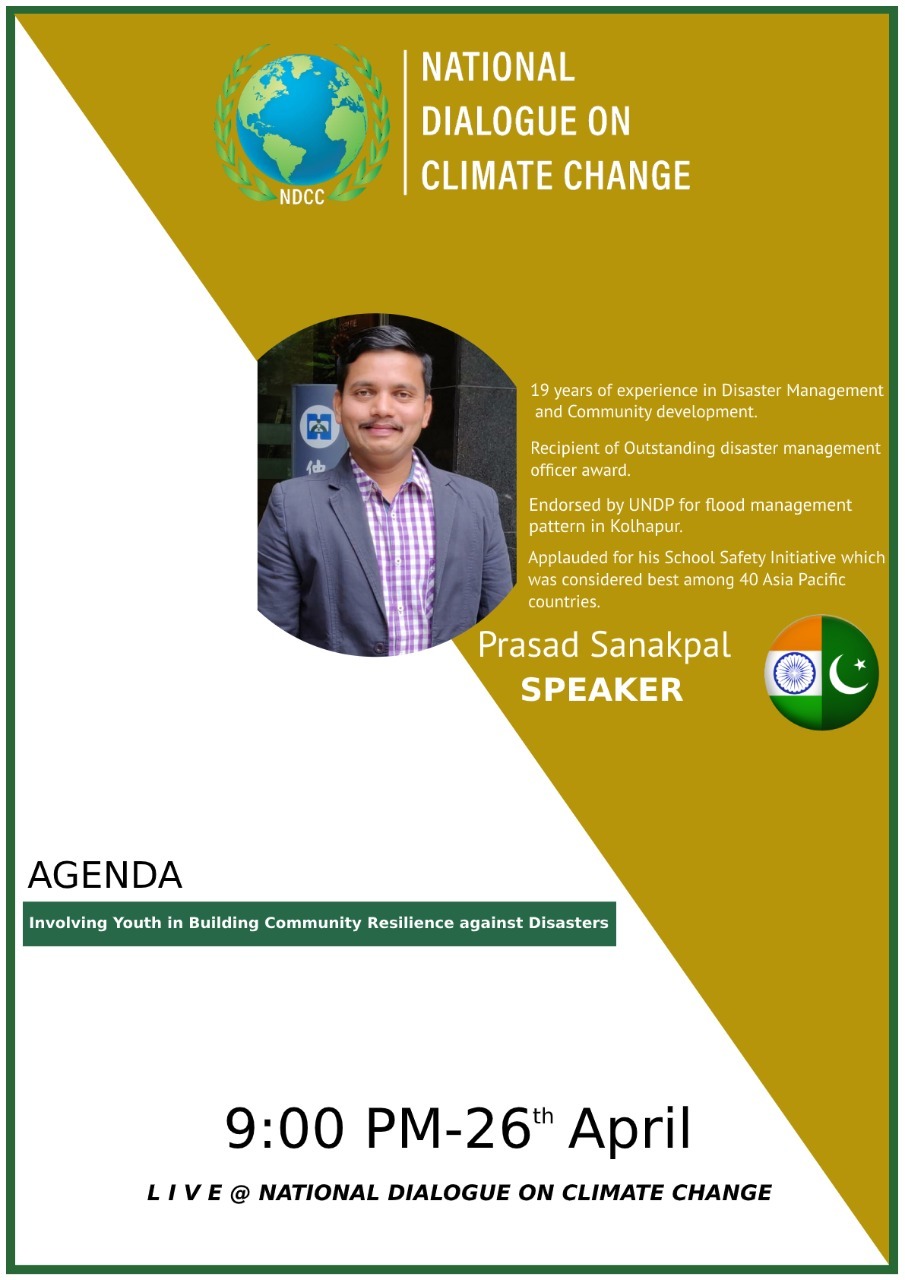 NATIONAL
DIALOGUE ON
CLIMATE CHANGE
NDCC
19 years of experience in Disaster Management
and Community development.
Recipient of Outstanding disaster management
officer award.
Endorsed by UNDP for flood management
pattern in Kolhapur.
Applauded for his School Safety Initiative which
was considered best among 40 Asia Pacific
countries.
Prasad Sanakpal
SPEAKER
AGENDA
Involving Youth in Building Community Resilience against Disasters
9:00 PM-26th April
L I V E @ NATIONAL DIALOGUE ON CLIMATE CHANGE